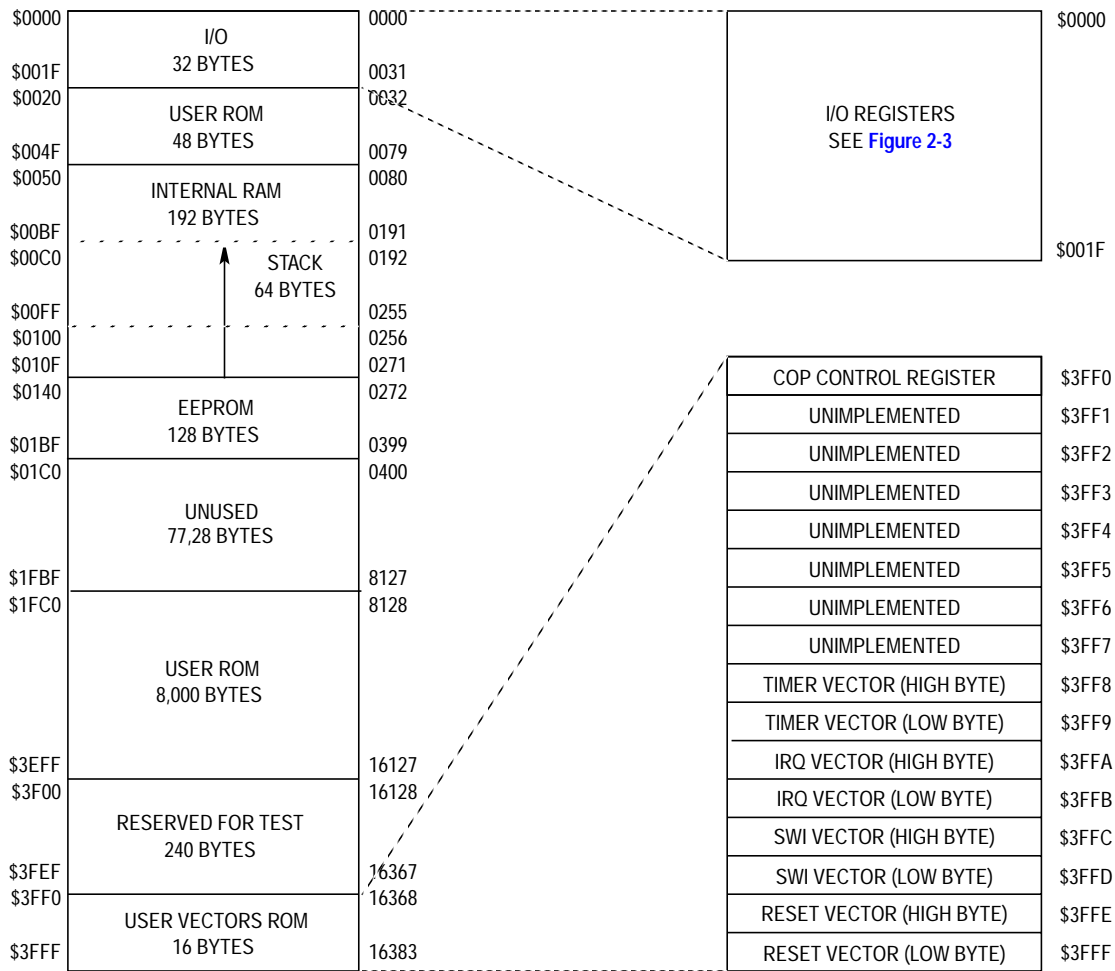 $0000
I/O
32 BYTES
0000
$001F
0031
$0020
USER ROM
48 BYTES
0032
$004F
0079
$0050
INTERNAL RAM
192 BYTES
0080
$00BF
0191
$00C0
STACK
64 BYTES
0192
$00FF
0255
$0100
0256
$010F
0271
$0140
EEPROM
128 BYTES
0272
$01BF
0399
$01C0
UNUSED
77,28 BYTES
0400
$1FBF
8127
$1FC0
USER ROM
8,000 BYTES
8128
$3EFF
16127
$3F00
RESERVED FOR TEST
240 BYTES
16128
$3FEF
16367
$3FF0
USER VECTORS ROM
16 BYTES
16368
$3FFF
16383
$0000
I/O REGISTERS
SEE Figure 2-3
$001F
COP CONTROL REGISTER $3FF0
UNIMPLEMENTED $3FF1
UNIMPLEMENTED $3FF2
UNIMPLEMENTED $3FF3
UNIMPLEMENTED $3FF4
UNIMPLEMENTED $3FF5
UNIMPLEMENTED $3FF6
UNIMPLEMENTED $3FF7
TIMER VECTOR (HIGH BYTE) $3FF8
TIMER VECTOR (LOW BYTE) $3FF9
IRQ VECTOR (HIGH BYTE) $3FFA
IRQ VECTOR (LOW BYTE) $3FFB
SWI VECTOR (HIGH BYTE) $3FFC
SWI VECTOR (LOW BYTE) $3FFD
RESET VECTOR (HIGH BYTE) $3FFE
RESET VECTOR (LOW BYTE) $3FFF